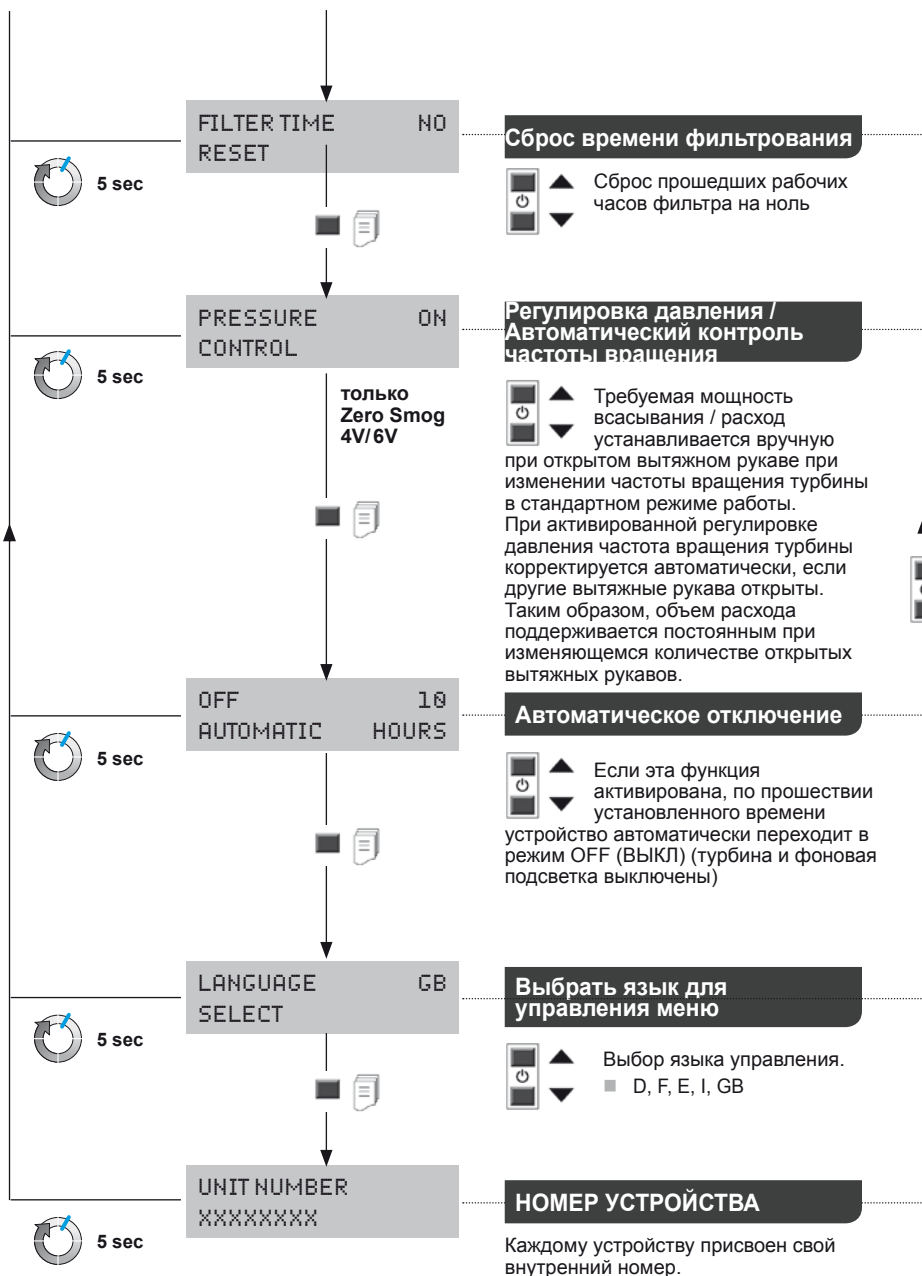 FILTER TIME NO
RESET
5 sec
Сброс времени фильтрования
Сброс прошедших рабочих
часов фильтра на ноль
PRESSURE ON
CONTROL
5 sec
только
Zero Smog
4V/6V
Регулировка давления /
Автоматический контроль
частоты вращения
Требуемая мощность
всасывания / расход
устанавливается вручную
при открытом вытяжном рукаве при
изменении частоты вращения турбины
в стандартном режиме работы.
При активированной регулировке
давления частота вращения турбины
корректируется автоматически, если
другие вытяжные рукава открыты.
Таким образом, объем расхода
поддерживается постоянным при
изменяющемся количестве открытых
вытяжных рукавов.
OFF 10
AUTOMATIC HOURS
5 sec
Автоматическое отключение
Если эта функция
активирована, по прошествии
установленного времени
устройство автоматически переходит в
режим OFF (ВЫКЛ) (турбина и фоновая
подсветка выключены)
LANGUAGE GB
SELECT
5 sec
Выбрать язык для
управления меню
Выбор языка управления.
D, F, E, I, GB
UNIT NUMBER
XXXXXXXX
5 sec
НОМЕР УСТРОЙСТВА
Каждому устройству присвоен свой
внутренний номер.